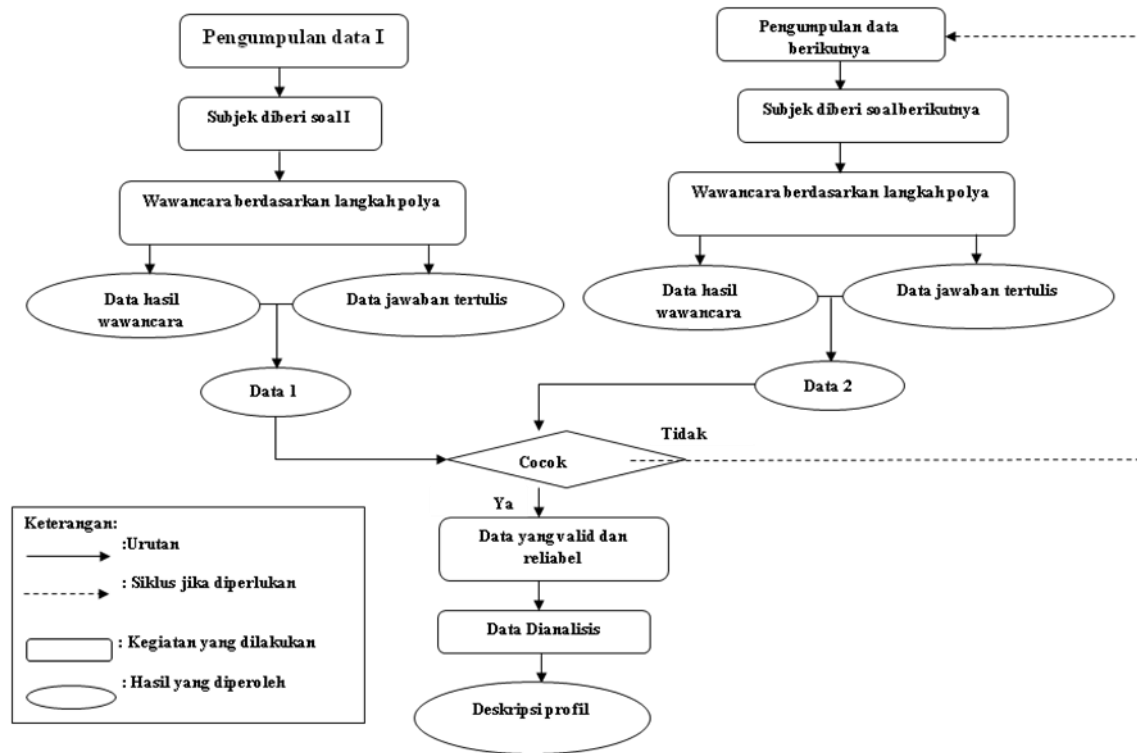 Pengumpulan data I
Subjek diberi soal I
Wawancara berdasarkan langkah polya
Data hasil
wawancara
Data jawaban tertulis
Data 1
Pengumpulan data
berikutnya
Subjek diberi soal berikutnya
Wawancara berdasarkan langkah polya
Data hasil
wawancara
Data jawaban tertulis
Data 2
Cocok
Tidak
Ya
Data yang valid dan
reliabel
Data Dianalisis
Deskripsi profil
Keterangan:
:Urutan
: Siklus jika diperlukan
: Kegiatan yang dilakukan
: Hasil yang diperoleh